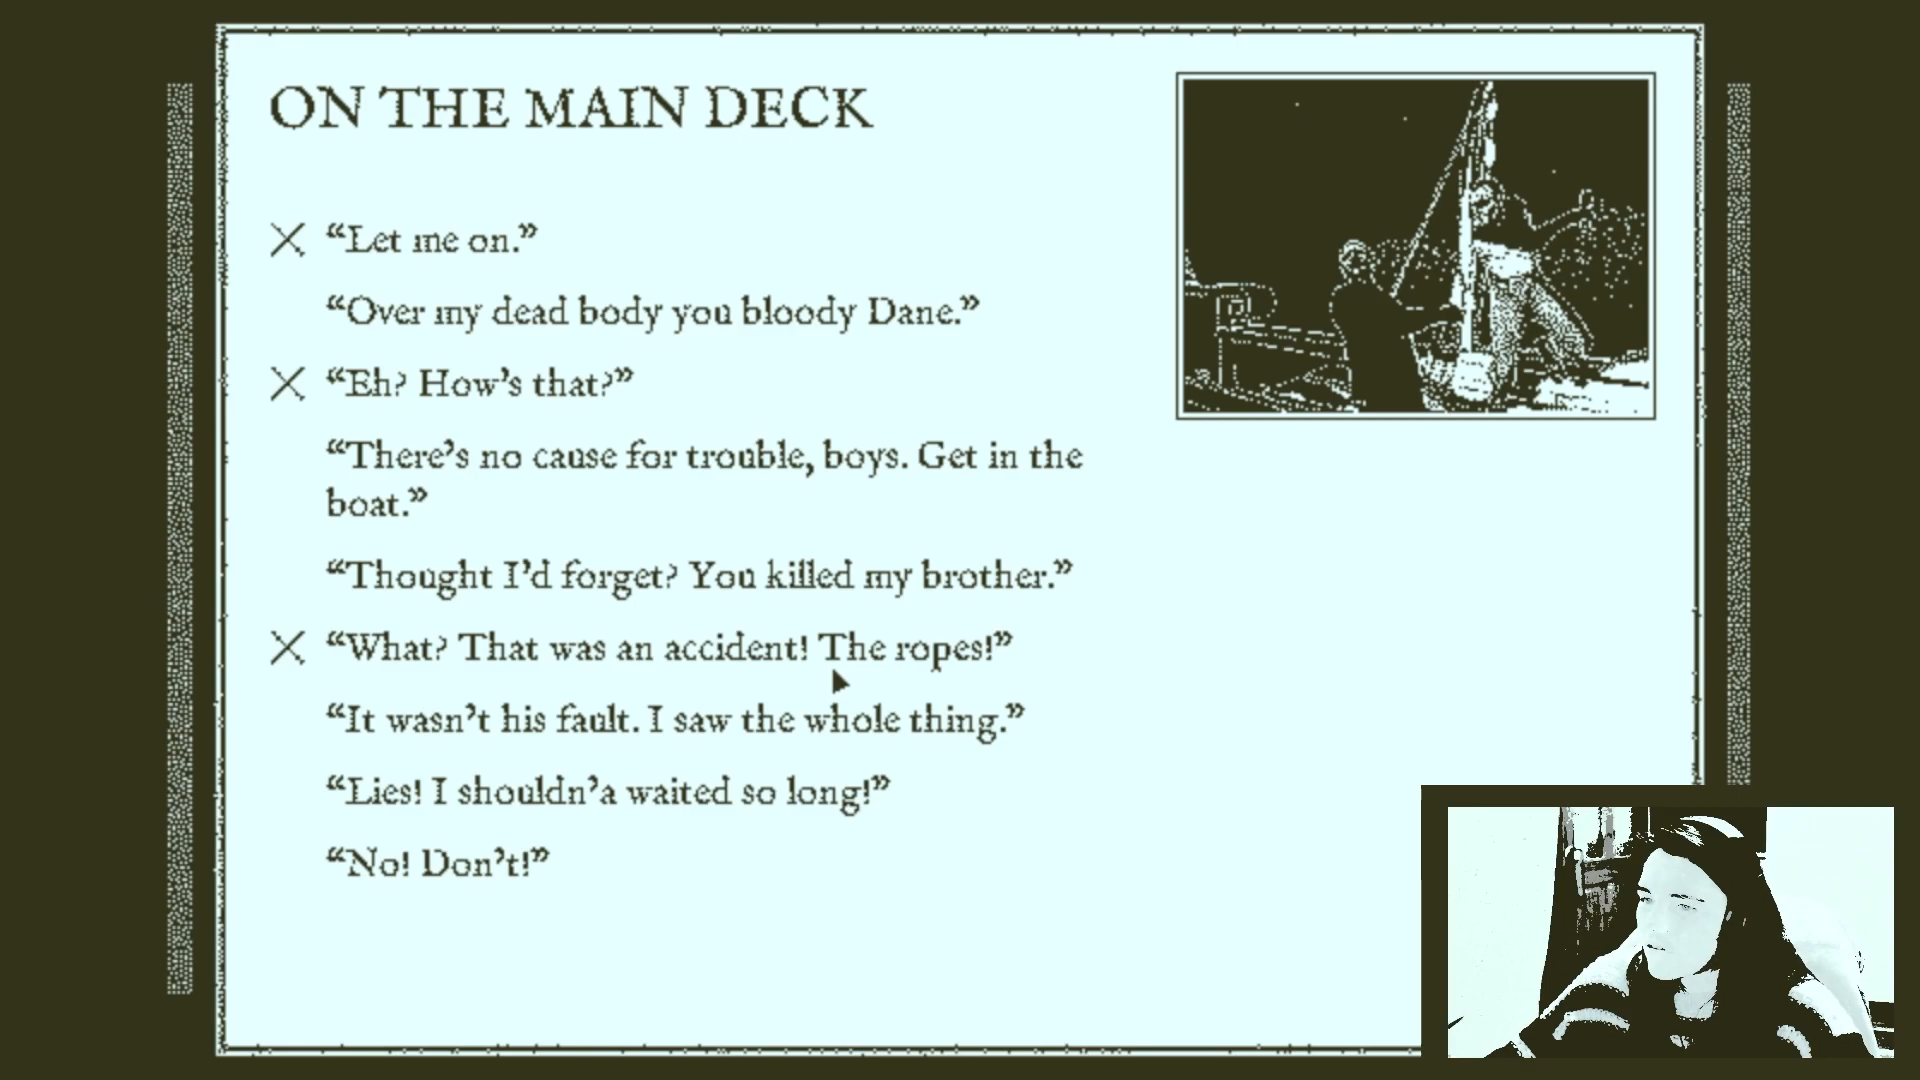 ON THE MAIN DECK
“Let me on.”
“Over my dead body you bloody Dane.”
“Eh? How’s that?”
“There’s no cause for trouble, boys. Get in the
boat.”
“Thought I’d forget? You killed my brother.”
“What? That was an accident! The ropes!”
“It wasn’t his fault. I saw the whole thing.”
“Lies! I shouldn’a waited so long!”
“No! Don’t!”